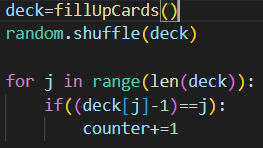 deck=fillUpCards()
random.shuffle(deck)
for j in range(len(deck)):
    if((deck[j]-1)==j):
        counter+=1